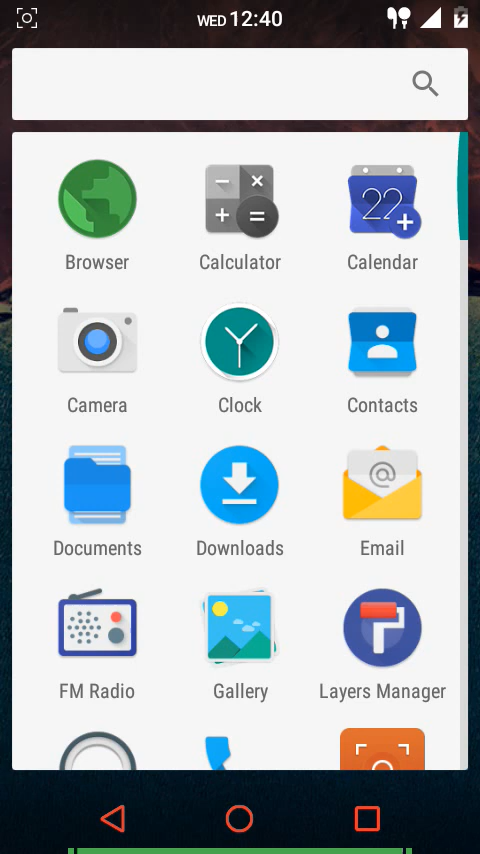 WED 12:40
Browser
Calculator
22
Calendar
Camera
Clock
Contacts
Documents
Downloads
@
Email
FM Radio
Gallery
Layers Manager